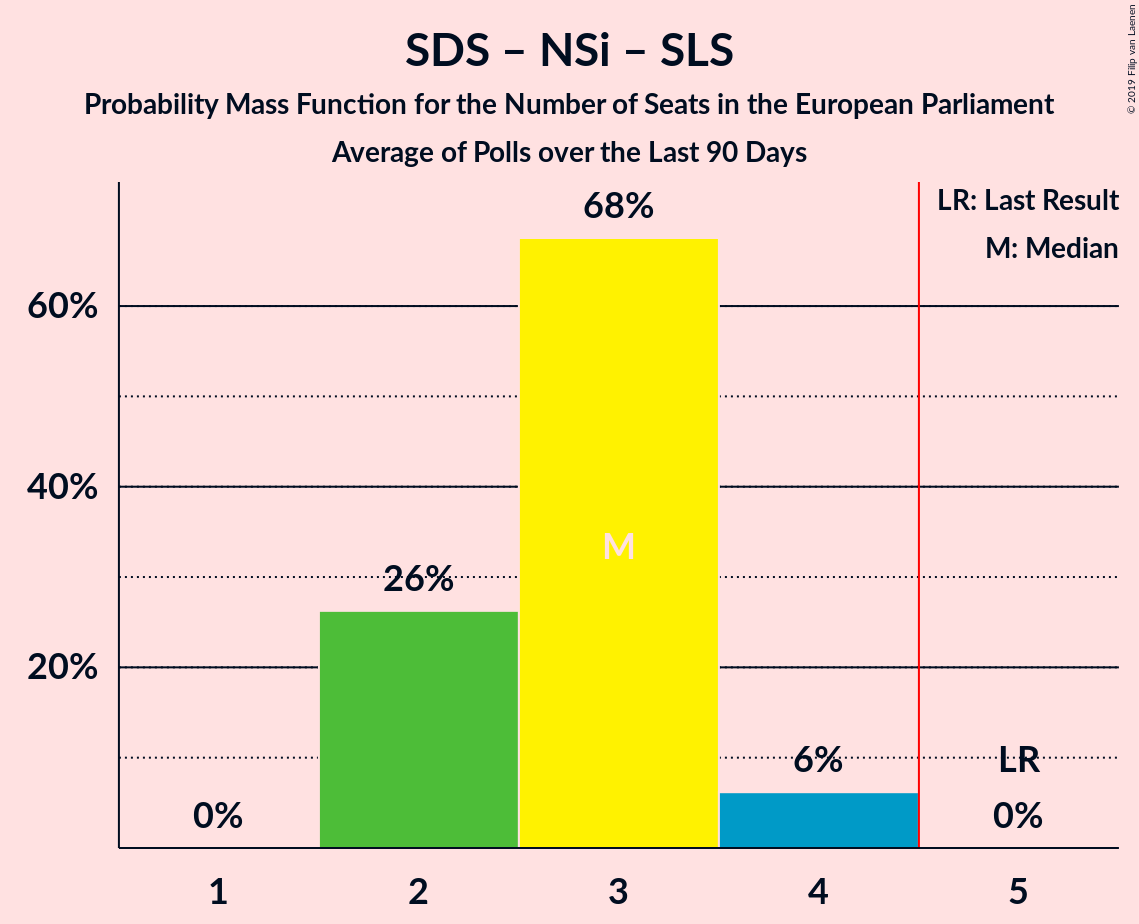 SDS – NSi – SLS
Probability Mass Function for the Number of Seats in the European Parliament
Average of Polls over the Last 90 Days
© 2019 Filip van Laenen
LR: Last Result
M: Median
68%
60%
M
40%
26%
20%
6%
LR
0%
0%
1 2 3 4 5